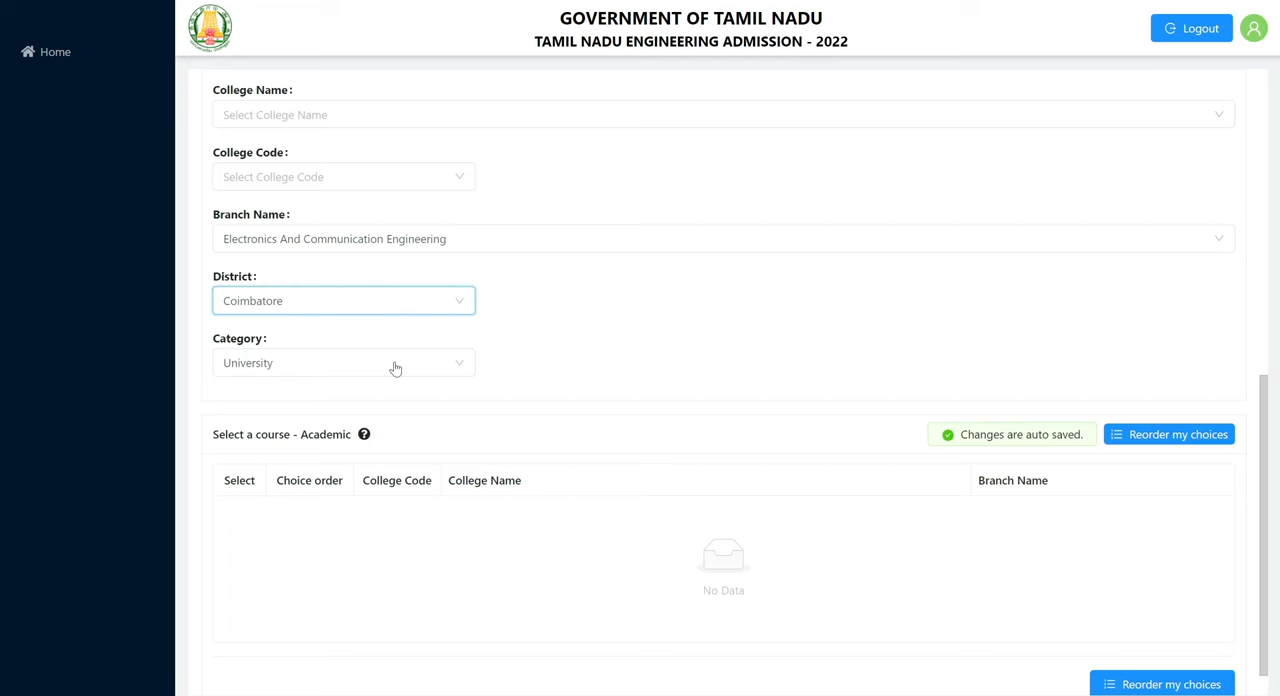 GOVERNMENT OF TAMIL NADU
TAMIL NADU ENGINEERING ADMISSION - 2022
Logout
Home
College Name:
Select College Name
College Code:
Select College Code
Branch Name:
Electronics And Communication Engineering
District:
Coimbatore
Category:
University
Select a course - Academic
Changes are auto saved.
Reorder my choices
Select Choice order College Code College Name Branch Name
No Data
Reorder my choices